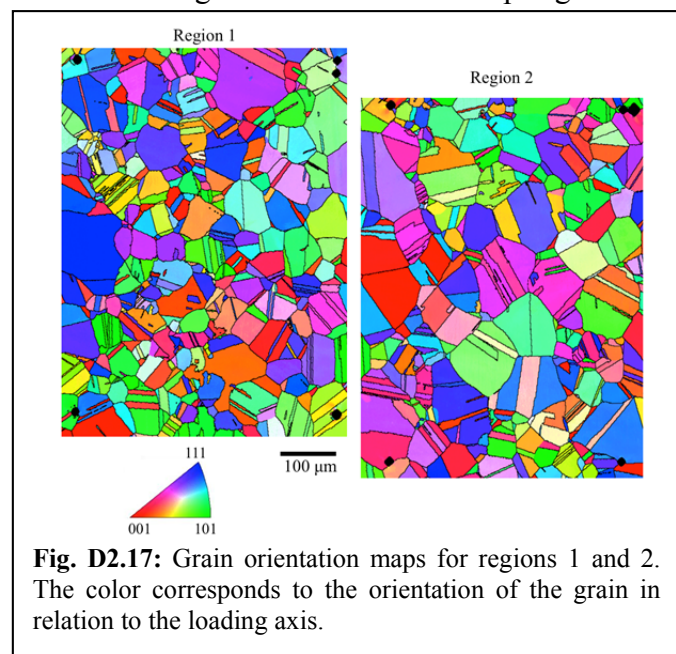 Region 1
Region 2
111
001 101
100 µm
Fig. D2.17: Grain orientation maps for regions 1 and 2.
The color corresponds to the orientation of the grain in
relation to the loading axis.